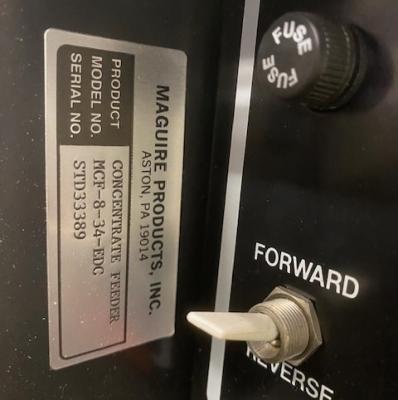 MAGUIRE PRODUCTS, INC.
ASTON, PA 19014
PRODUCT CONCENTRATE FEEDER
MODEL NO. MCF-8-34-EDC
SERIAL NO. STD33389
FUSE
FUSE
FORWARD
REVERSE